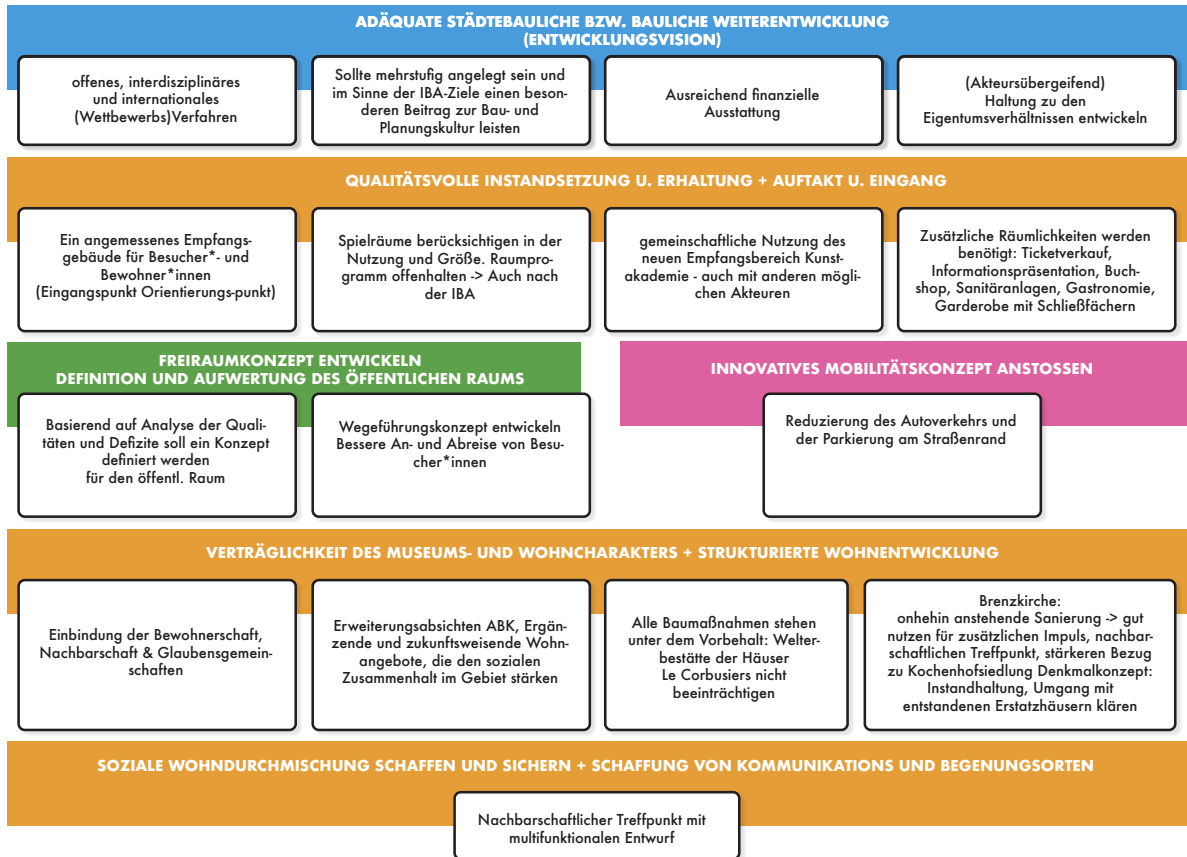 ADÄQUATE STÄDTEBAULICHE BZW. BAULICHE WEITERENTWICKLUNG
(ENTWICKLUNGSVISION)
offenes, interdisziplinäres
und internationales
(Wettbewerbs)Verfahren
Sollte mehrstufig angelegt sein und
im Sinne der IBA-Ziele einen beson-
deren Beitrag zur Bau- und
Planungskultur leisten
Ausreichend finanzielle
Ausstattung
(Akteursübergeifend)
Haltung zu den
Eigentumsverhältnissen entwickeln
QUALITÄTSVOLLE INSTANDSETZUNG U. ERHALTUNG + AUFTAKT U. EINGANG
Ein angemessenes Empfangs-
gebäude für Besucher*- und
Bewohner*innen
(Eingangspunkt Orientierungs-punkt)
Spielräume berücksichtigen in der
Nutzung und Größe. Raumpro-
gramm offenhalten -> Auch nach
der IBA
gemeinschaftliche Nutzung des
neuen Empfangsbereich Kunst-
akademie - auch mit anderen mögli-
chen Akteuren
Zusätzliche Räumlichkeiten werden
benötigt: Ticketverkauf,
Informationspräsentation, Buch-
shop, Sanitäranlagen, Gastronomie,
Garderobe mit Schließfächern
FREIRAUMKONZEPT ENTWICKELN
DEFINITION UND AUFWERTUNG DES ÖFFENTLICHEN RAUMS
Basierend auf Analyse der Quali-
täten und Defizite soll ein Konzept
definiert werden
für den öffentl. Raum
Wegeführungskonzept entwickeln
Bessere An- und Abreise von Besu-
cher*innen
INNOVATIVES MOBILITÄTSKONZEPT ANSTOSSEN
Reduzierung des Autoverkehrs und
der Parkierung am Straßenrand
VERTRÄGLICHKEIT DES MUSEUMS- UND WOHNCHARAKTERS + STRUKTURIERTE WOHNENTWICKLUNG
Einbindung der Bewohnerschaft,
Nachbarschaft & Glaubensgemein-
schaften
Erweiterungsabsichten ABK, Ergän-
zende und zukunftsweisende Wohn-
angebote, die den sozialen
Zusammenhalt im Gebiet stärken
Alle Baumaßnahmen stehen
unter dem Vorbehalt: Welter-
bestätte der Häuser
Le Corbusiers nicht
beeinträchtigen
Brenzkirche:
onhehin anstehende Sanierung -> gut
nutzen für zusätzlichen Impuls, nachbar-
schaftlichen Treffpunkt, stärkeren Bezug
zu Kochenhofsiedlung Denkmalkonzept:
Instandhaltung, Umgang mit
entstandenen Erstatzhäusern klären
SOZIALE WOHNDURCHMISCHUNG SCHAFFEN UND SICHERN + SCHAFFUNG VON KOMMUNIKATIONS UND BEGENUNGSORTEN
Nachbarschaftlicher Treffpunkt mit
multifunktionalen Entwurf